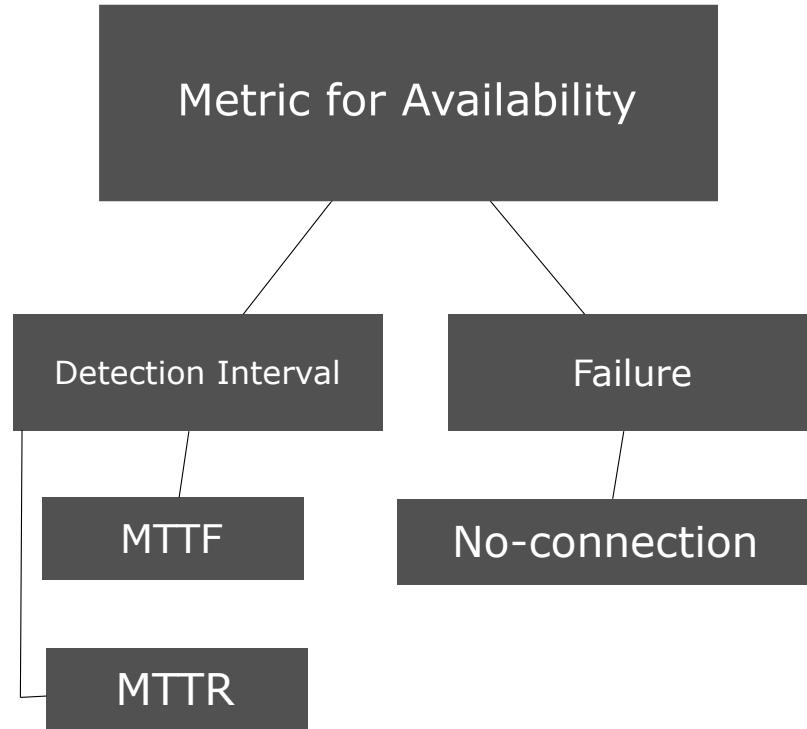 Metric for Availability
Detection Interval
Failure
MTTF
No-connection
MTTR